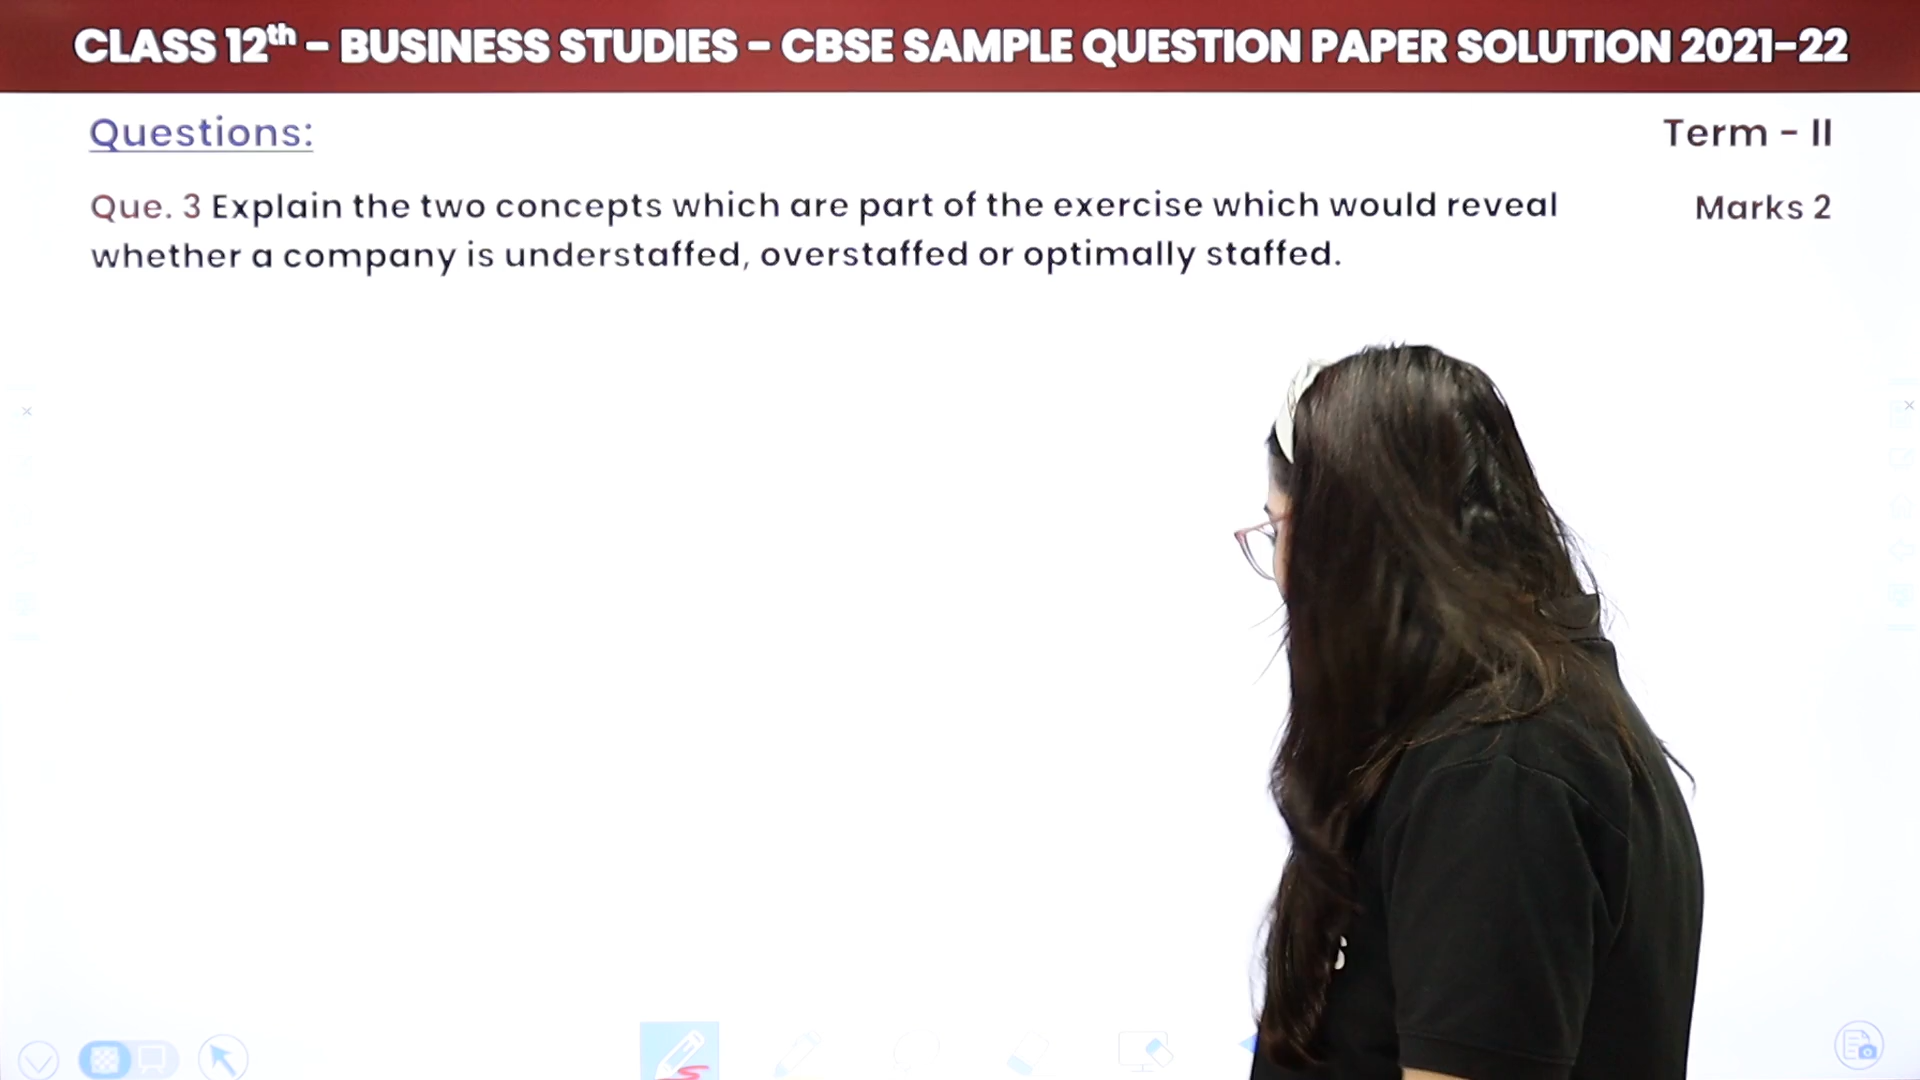 CLASS 12th – BUSINESS STUDIES – CBSE SAMPLE QUESTION PAPER SOLUTION 2021–22
Questions:
Term - II
Que. 3 Explain the two concepts which are part of the exercise which would reveal
Marks 2
whether a company is understaffed, overstaffed or optimally staffed.